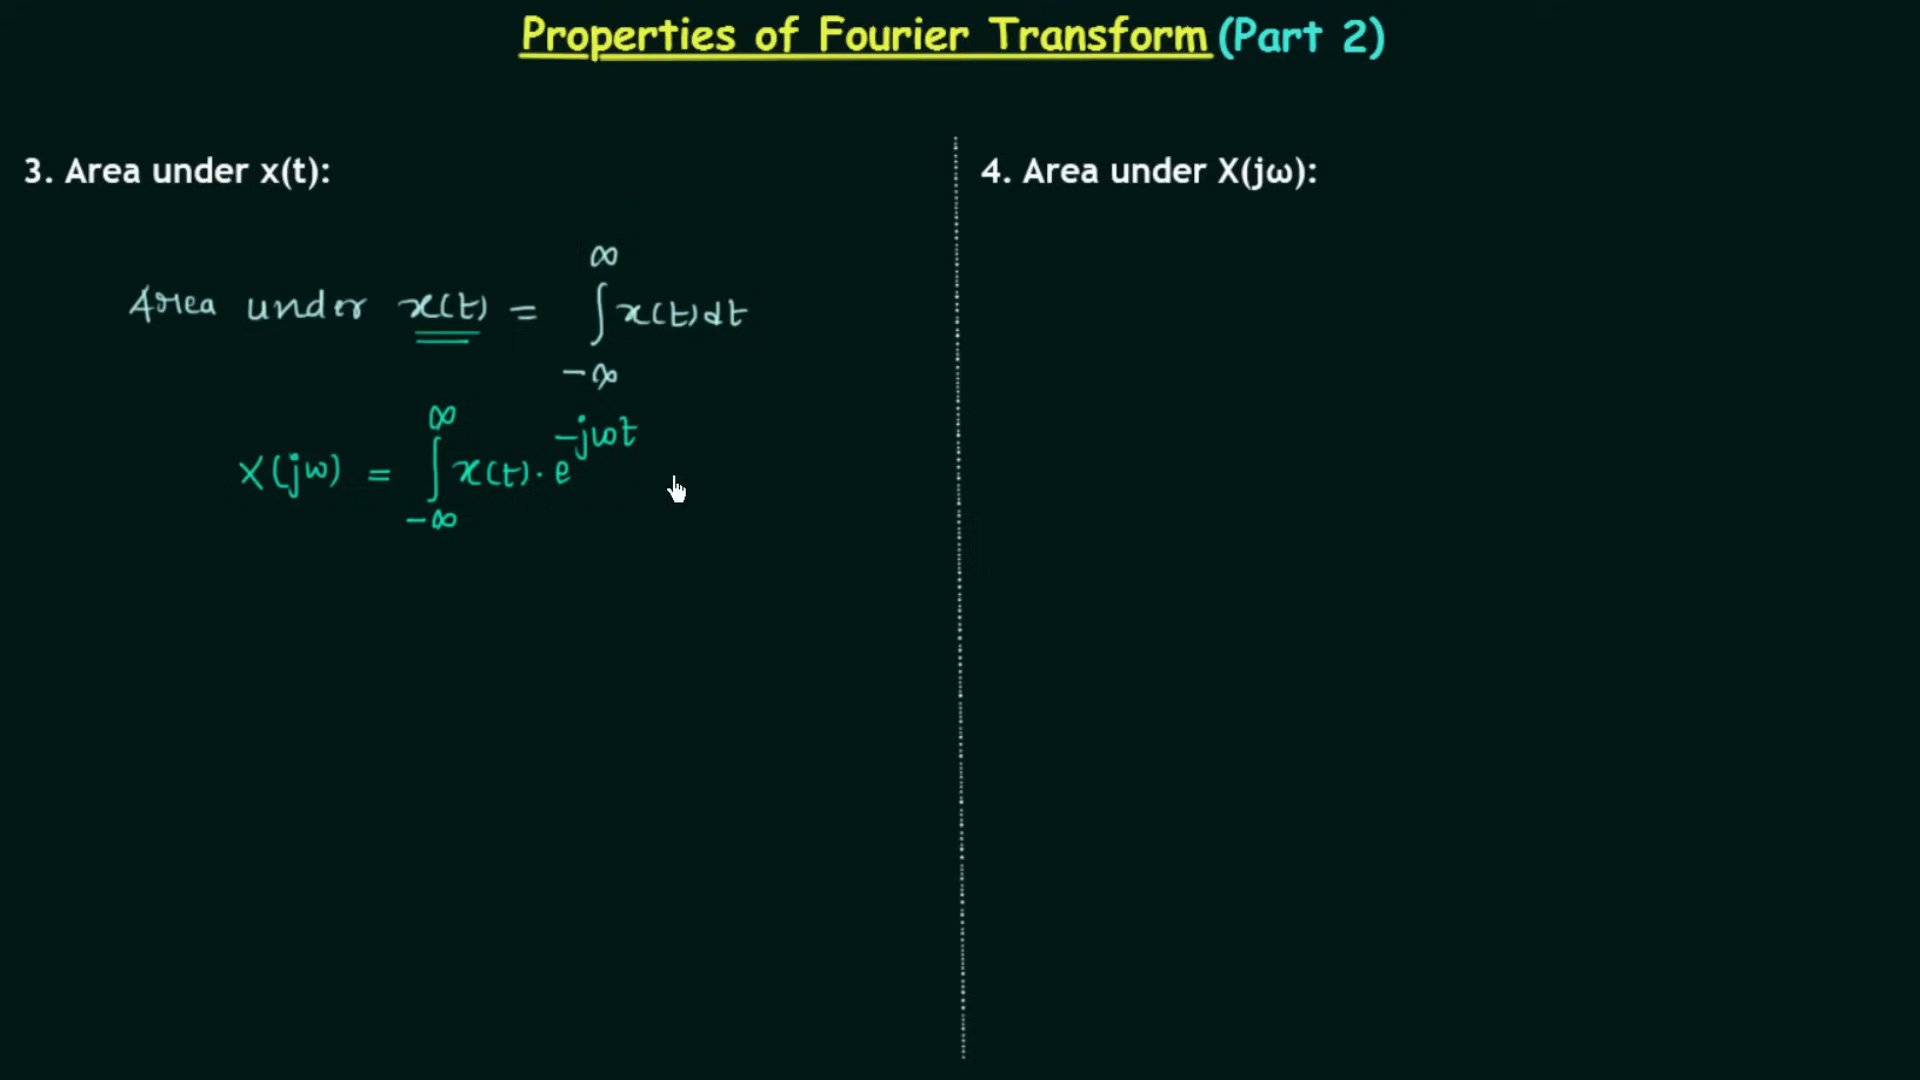 Properties of Fourier Transform (Part 2)
3. Area under x(t):
Area under x(t) = ∫_{-∞}^{∞} x(t)dt
X(jω) = ∫_{-∞}^{∞} x(t)·e^{-jωt}
4. Area under X(jω):